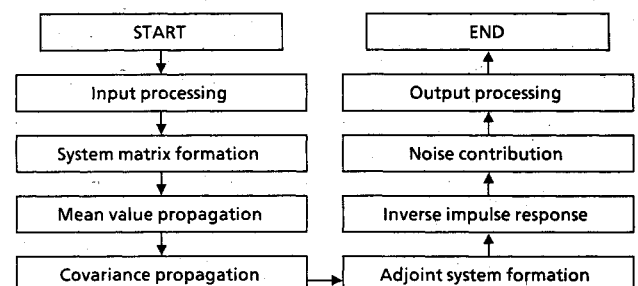 START
Input processing
System matrix formation
Mean value propagation
Covariance propagation
Adjoint system formation
Inverse impulse response
Noise contribution
Output processing
END